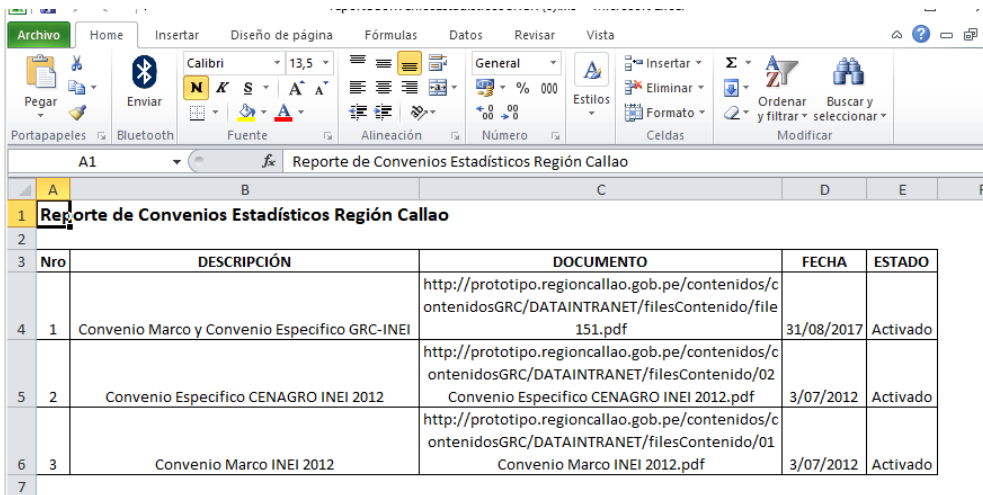 Archivo Home Insertar Diseño de página Fórmulas Datos Revisar Vista
Calibri 13,5 General Insertar Σ
N K S A A % 000 Eliminar
Pegar Enviar A Estilos Formato Ordenar y filtrar Buscar y seleccionar
Portapapeles Bluetooth Fuente Alineación Número Celdas Modificar
A1 fx Reporte de Convenios Estadísticos Región Callao
A B C D E
1 Reporte de Convenios Estadísticos Región Callao
2
3 Nro DESCRIPCIÓN DOCUMENTO FECHA ESTADO
http://prototipo.regioncallao.gob.pe/contenidos/c
ontenidosGRC/DATAINTRANET/filesContenido/file
4 1 Convenio Marco y Convenio Especifico GRC-INEI 151.pdf 31/08/2017 Activado
http://prototipo.regioncallao.gob.pe/contenidos/c
ontenidosGRC/DATAINTRANET/filesContenido/02
5 2 Convenio Especifico CENAGRO INEI 2012 Convenio Especifico CENAGRO INEI 2012.pdf 3/07/2012 Activado
http://prototipo.regioncallao.gob.pe/contenidos/c
ontenidosGRC/DATAINTRANET/filesContenido/01
6 3 Convenio Marco INEI 2012 Convenio Marco INEI 2012.pdf 3/07/2012 Activado
7